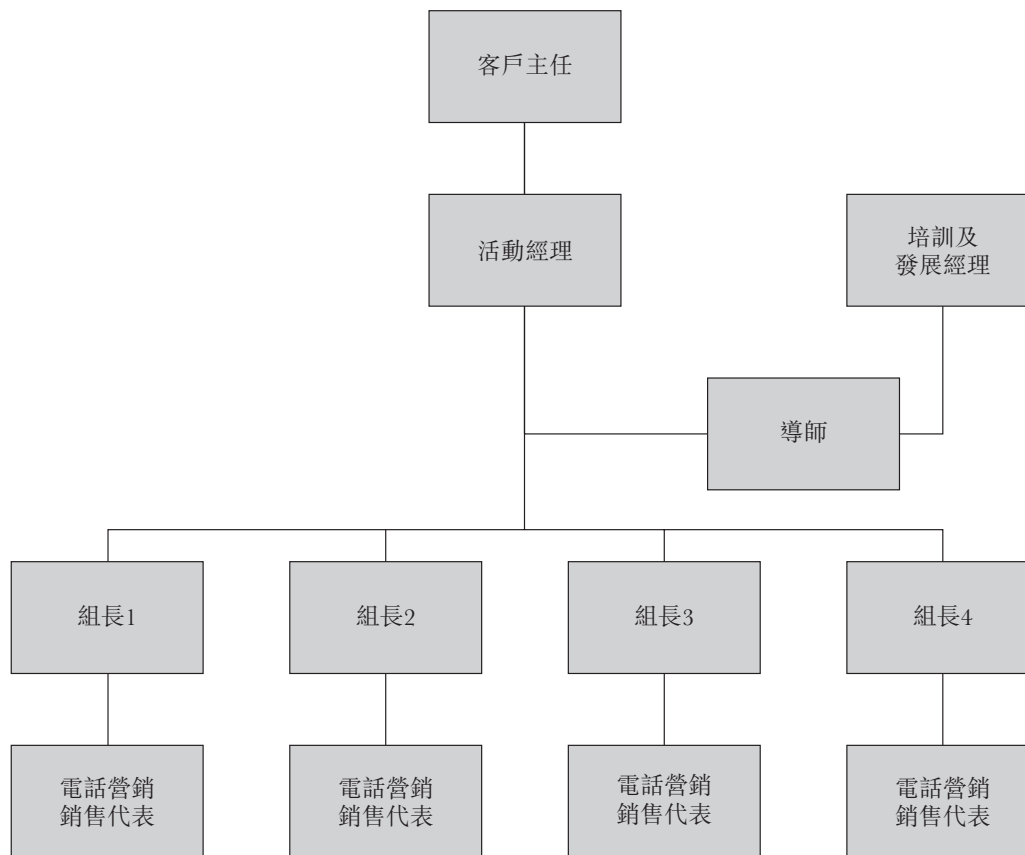 客戶主任
活動經理
培訓及
發展經理
導師
組長1
組長2
組長3
組長4
電話營銷
銷售代表
電話營銷
銷售代表
電話營銷
銷售代表
電話營銷
銷售代表